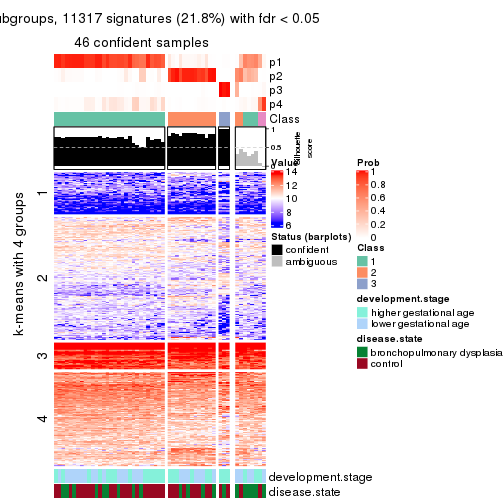 ubgroups, 11317 signatures (21.8%) with fdr < 0.05
46 confident samples
p1
p2
p3
p4
Class
1
0.5
0
Silhouette
score
k-means with 4 groups
1
2
3
4
Value
14
12
10
8
6
Status (barplots)
confident
ambiguous
Prob
1
0.8
0.6
0.4
0.2
0
Class
1
2
3
development.stage
higher gestational age
lower gestational age
disease.state
bronchopulmonary dysplasia
control
development.stage
disease.state